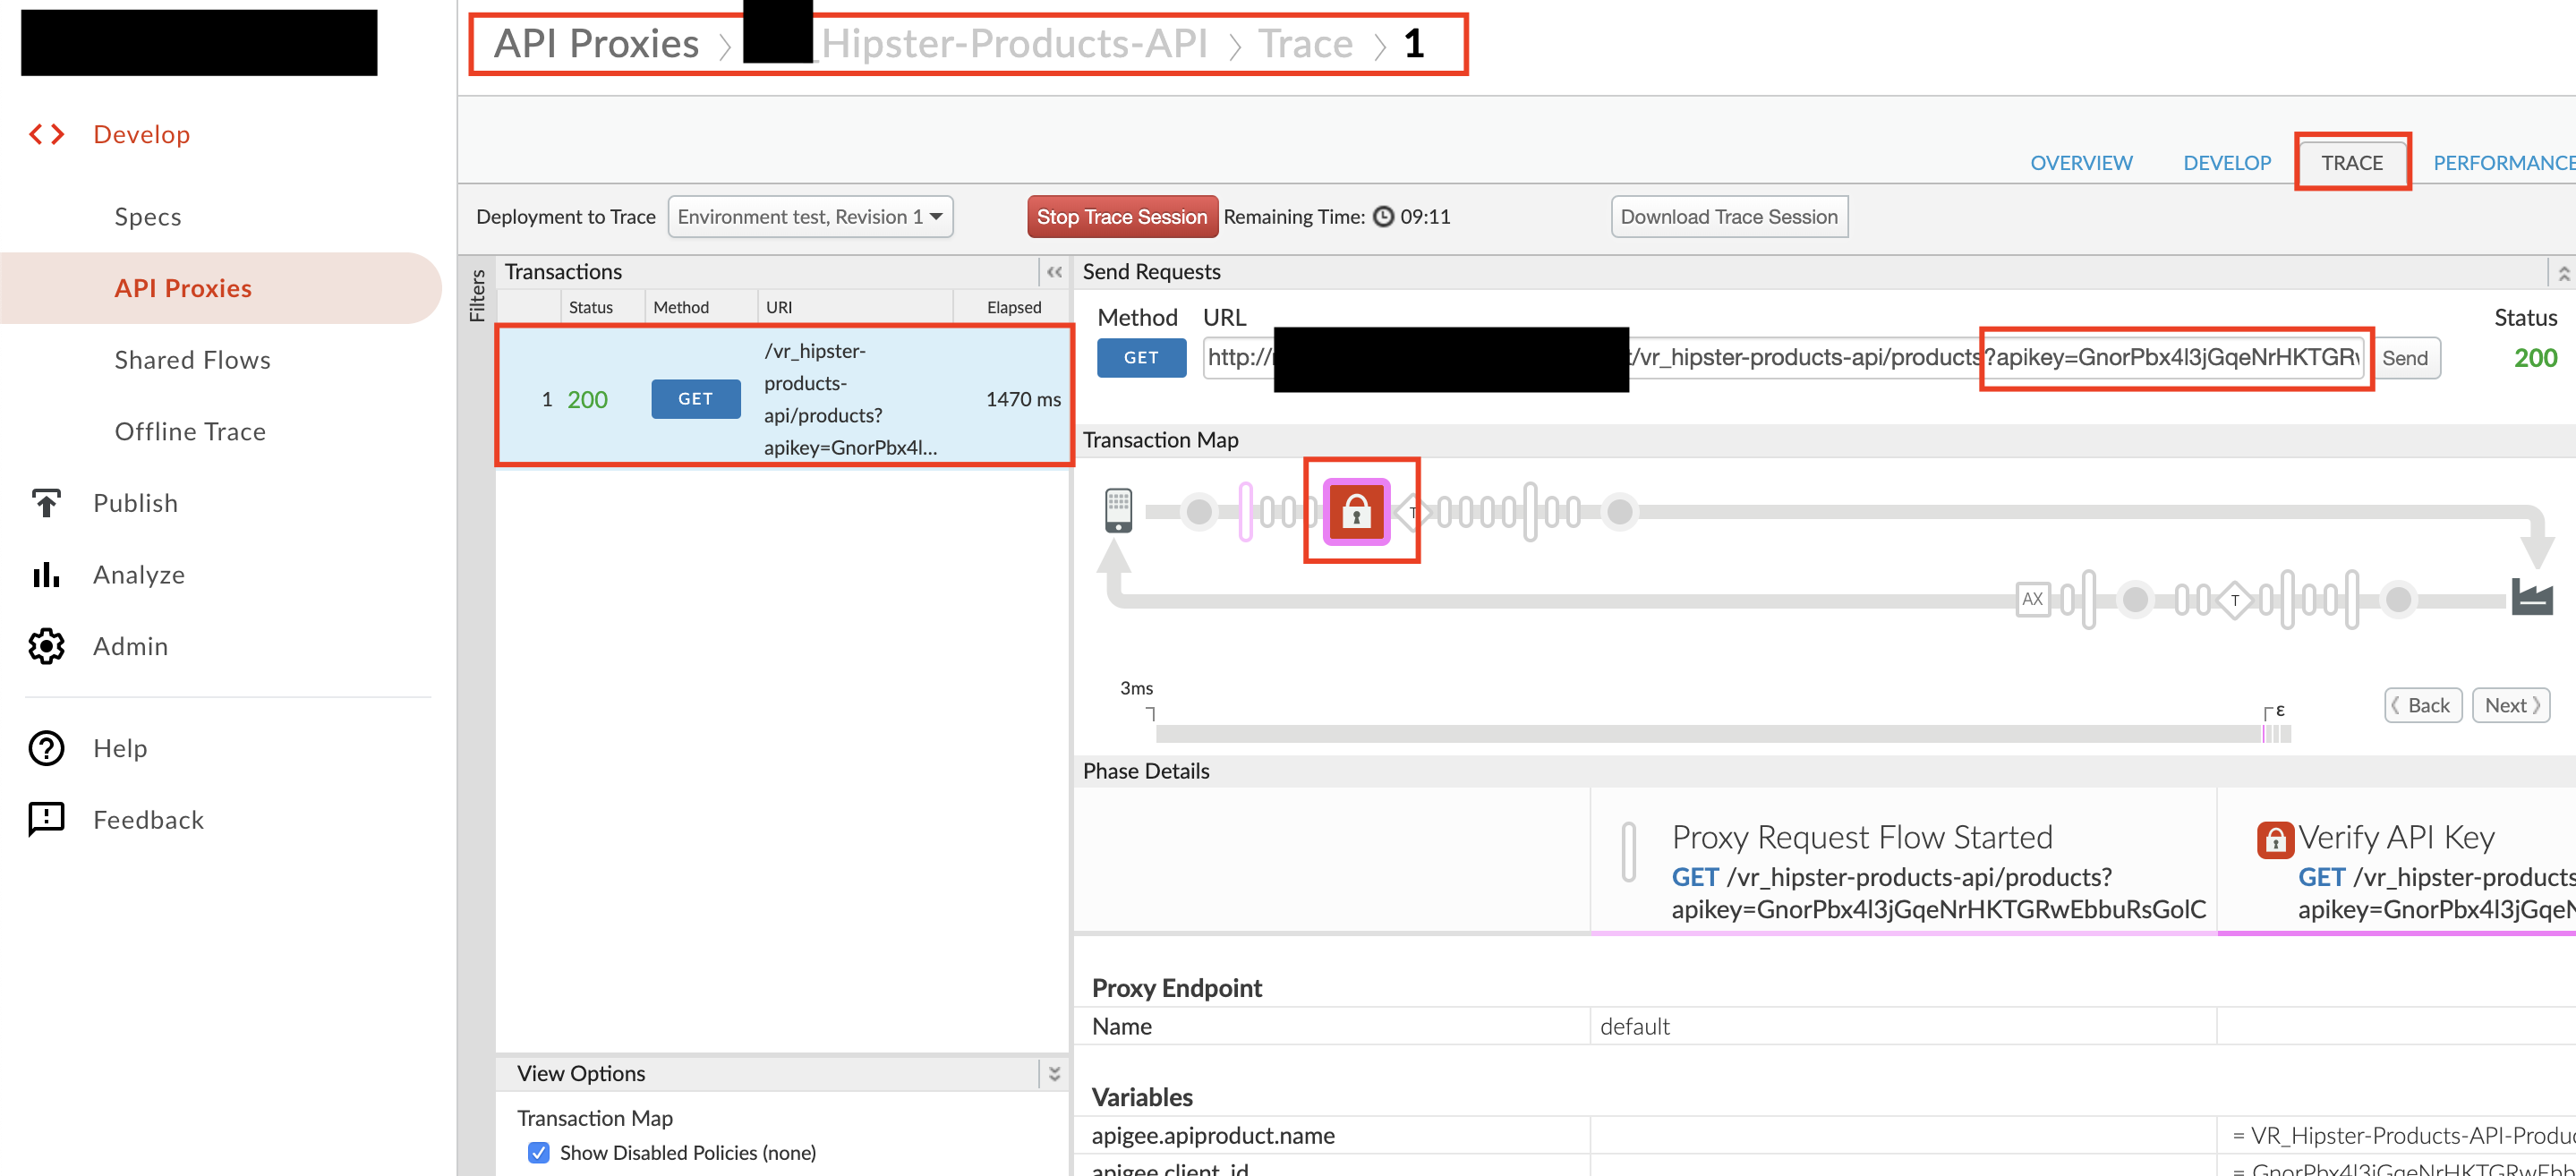 API Proxies > _Hipster-Products-API > Trace > 1
Develop
Specs
API Proxies
Shared Flows
Offline Trace
Publish
Analyze
Admin
Help
Feedback
OVERVIEW DEVELOP TRACE PERFORMANCE
Deployment to Trace Environment test, Revision 1 Stop Trace Session Remaining Time: 09:11 Download Trace Session
Filters
Transactions
Status Method URI Elapsed
1 200 GET /vr_hipster-
products-
api/products?
apikey=GnorPbx4l...
1470 ms
View Options
Transaction Map
Show Disabled Policies (none)
Send Requests
Method URL Status
GET http:// /vr_hipster-products-api/products?apikey=GnorPbx4l3jGqeNrHKTGRw Send 200
Transaction Map
T
AX T
3ms ε
Back Next
Phase Details
Proxy Request Flow Started
GET /vr_hipster-products-api/products?
apikey=GnorPbx4l3jGqeNrHKTGRwEbbuRsGolC
Verify API Key
GET /vr_hipster-products
apikey=GnorPbx4l3jGqeN
Proxy Endpoint
Name default
Variables
apigee.apiproduct.name = VR_Hipster-Products-API-Produc
apigee.client_id = GnorPbx4l3jGqeNrHKTGRwEbb